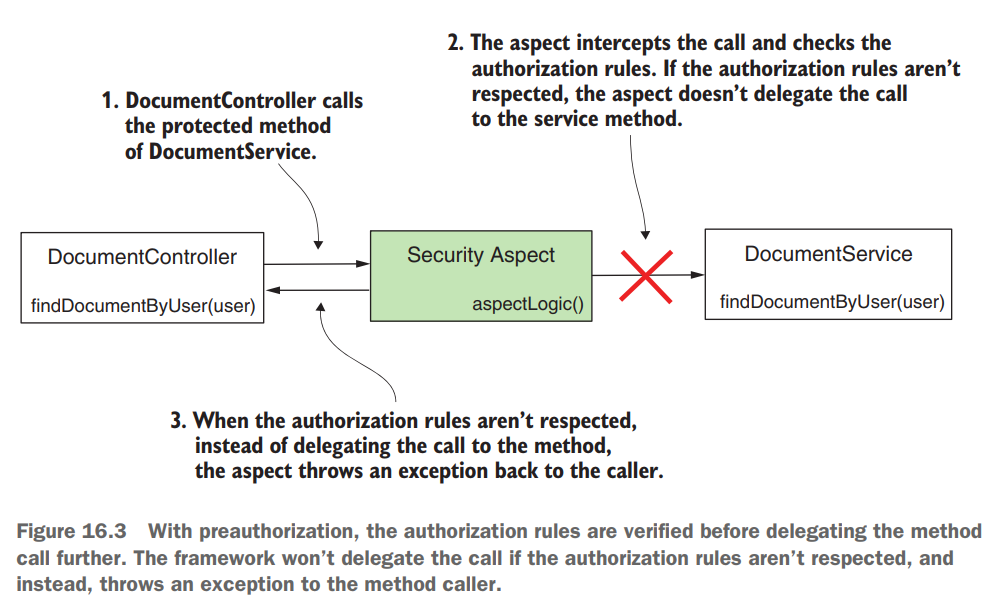 2. The aspect intercepts the call and checks the
authorization rules. If the authorization rules aren’t
respected, the aspect doesn’t delegate the call
to the service method.
1. DocumentController calls
the protected method
of DocumentService.
DocumentController
findDocumentByUser(user)
Security Aspect
aspectLogic()
DocumentService
findDocumentByUser(user)
3. When the authorization rules aren’t respected,
instead of delegating the call to the method,
the aspect throws an exception back to the caller.
Figure 16.3 With preauthorization, the authorization rules are verified before delegating the method
call further. The framework won’t delegate the call if the authorization rules aren’t respected, and
instead, throws an exception to the method caller.